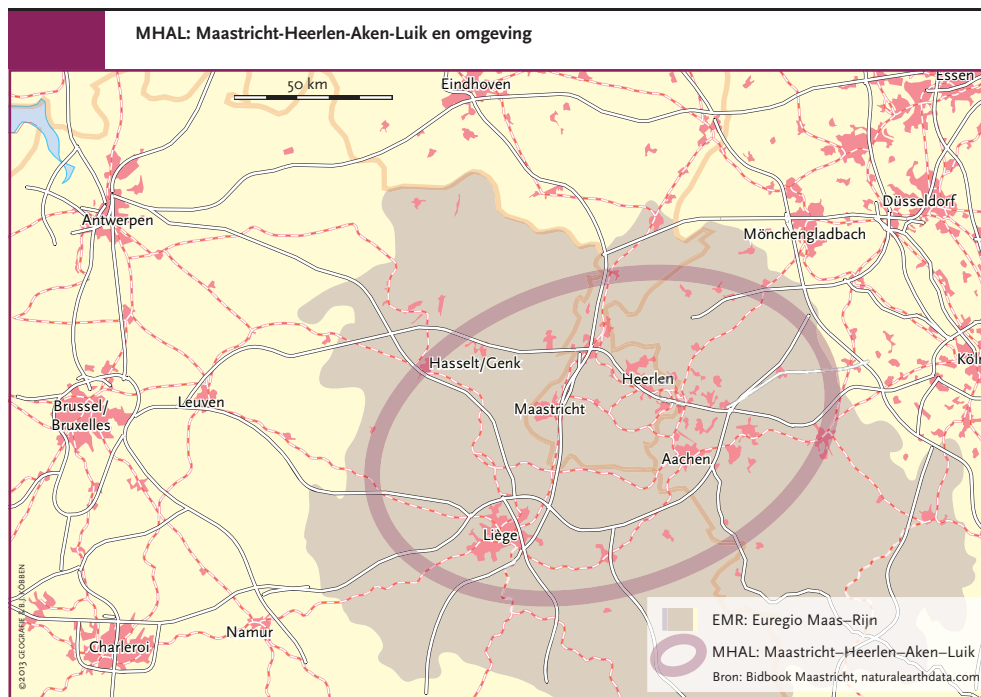 MHAL: Maastricht-Heerlen-Aken-Luik en omgeving
50 km
Eindhoven
Essen
Antwerpen
Düsseldorf
Mönchengladbach
Hasselt/Genk
Köln
Heerlen
Leuven
Maastricht
Brussel/
Bruxelles
Aachen
Liège
Namur
Charleroi
EMR: Euregio Maas–Rijn
MHAL: Maastricht–Heerlen–Aken–Luik
Bron: Bidbook Maastricht, naturalearthdata.com
©2013 GEOGRAFIE & B.J. KÖBBEN